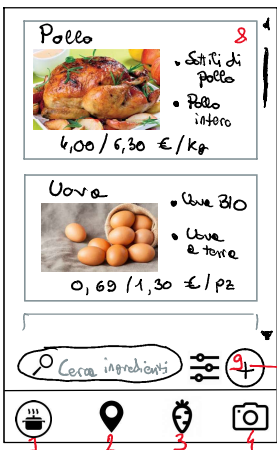 Pollo
8
• Sottili di
pollo
• Pollo
intero
4,00/6,30 €/Kg
Uova
• Uova BIO
• Uova
a terra
0,69/1,30 €/pz
Cerca ingredienti
9
1 2 3 4